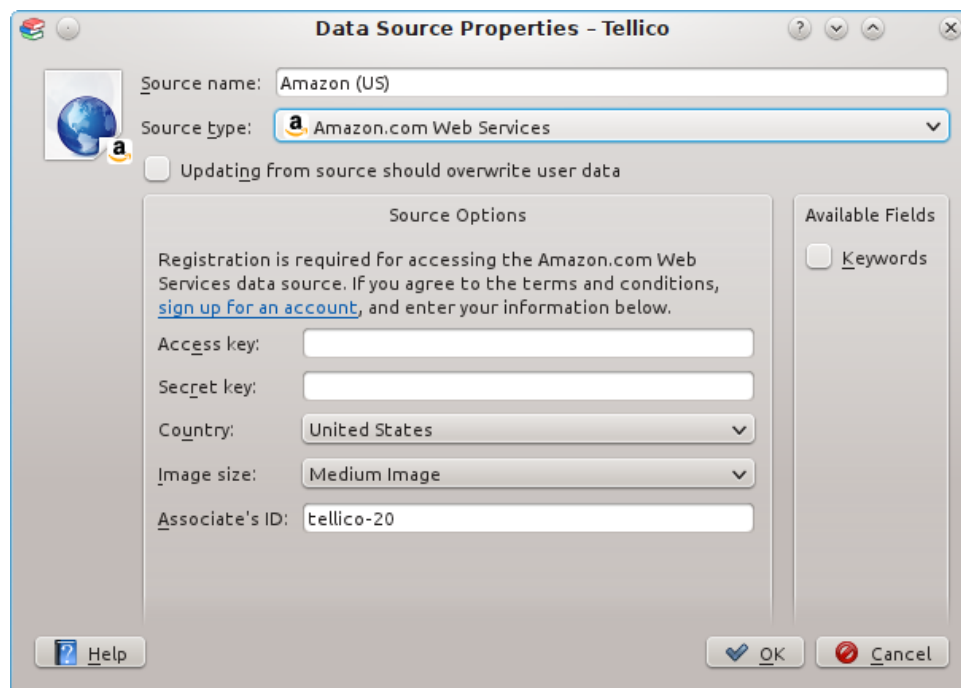 Data Source Properties – Tellico
Source name: Amazon (US)
Source type: Amazon.com Web Services
Updating from source should overwrite user data
Source Options
Available Fields
Registration is required for accessing the Amazon.com Web
Services data source. If you agree to the terms and conditions,
sign up for an account, and enter your information below.
Keywords
Access key:
Secret key:
Country: United States
Image size: Medium Image
Associate's ID: tellico-20
Help
OK
Cancel